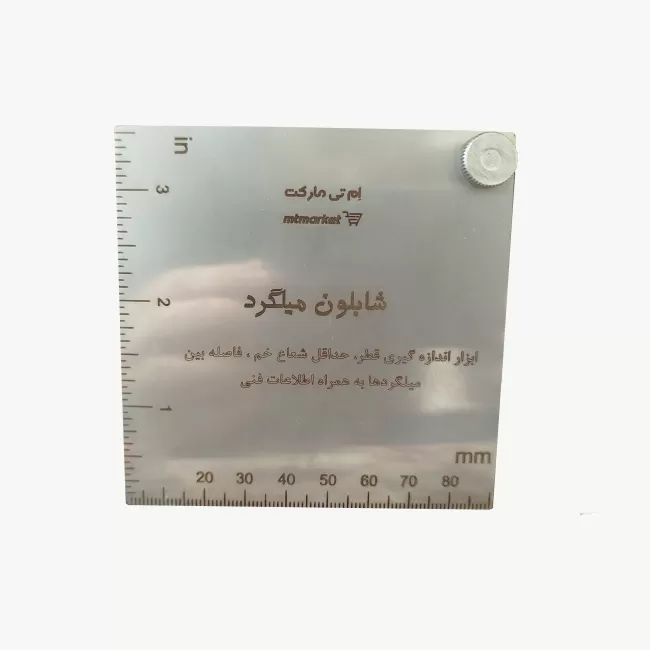 in
3
2
1
اِم تی مارکت
mtmarket
شابلون میلگرد
ابزار اندازه گیری قطر، حداقل شعاع خم ، فاصله بین
میلگردها به همراه اطلاعات فنی
mm
20 30 40 50 60 70 80